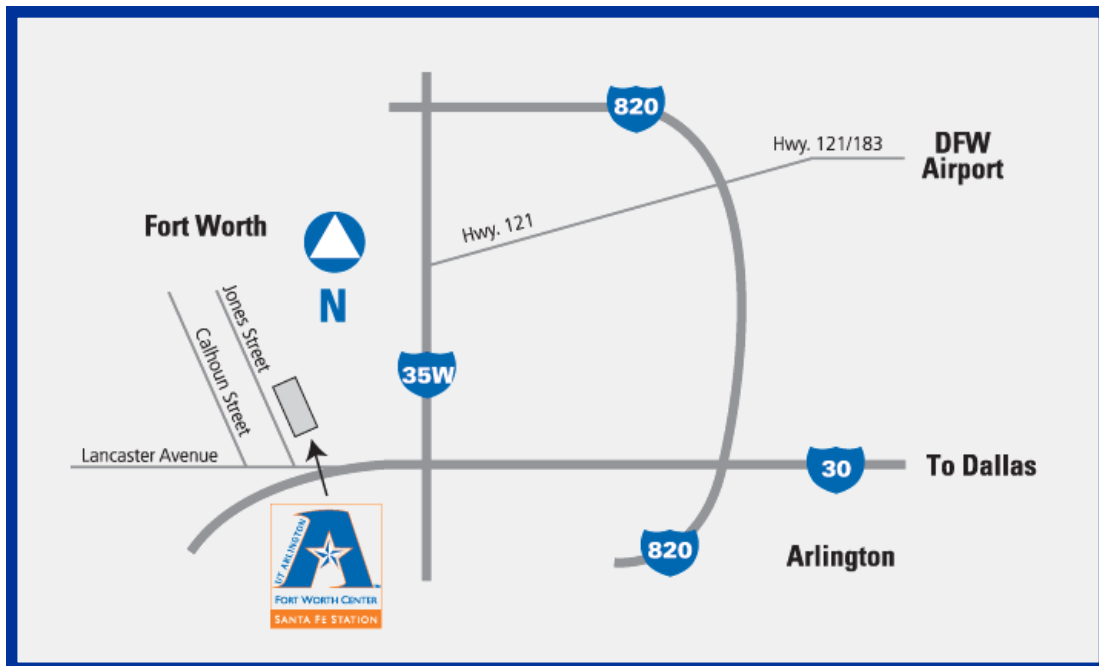 820
Hwy. 121/183
DFW
Airport
Fort Worth
Hwy. 121
N
Jones Street
Calhoun Street
35W
Lancaster Avenue
30
To Dallas
UT ARLINGTON
A
FORT WORTH CENTER
SANTA FE STATION
820
Arlington